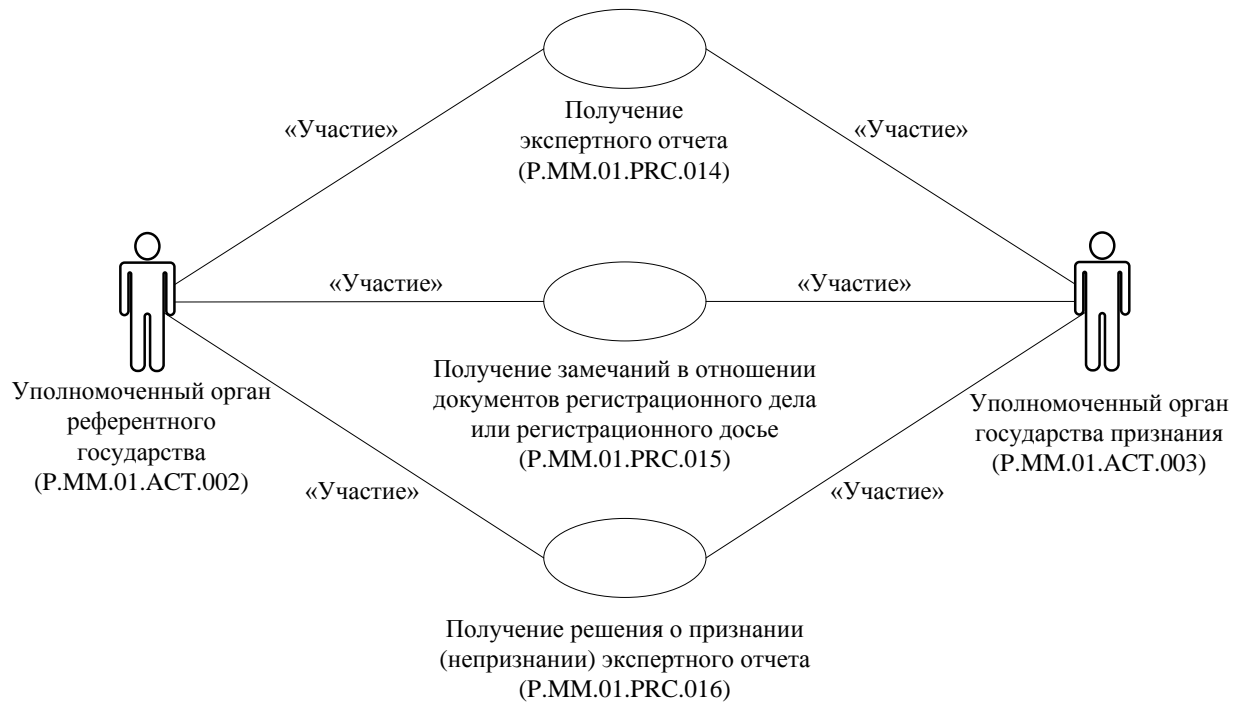 «Участие»
«Участие»
Получение
экспертного отчета
(P.MM.01.PRC.014)
«Участие»
«Участие»
Уполномоченный орган
референтного
государства
(P.MM.01.ACT.002)
Получение замечаний в отношении
документов регистрационного дела
или регистрационного досье
(P.MM.01.PRC.015)
Уполномоченный орган
государства признания
(P.MM.01.ACT.003)
«Участие»
«Участие»
Получение решения о признании
(непризнании) экспертного отчета
(P.MM.01.PRC.016)